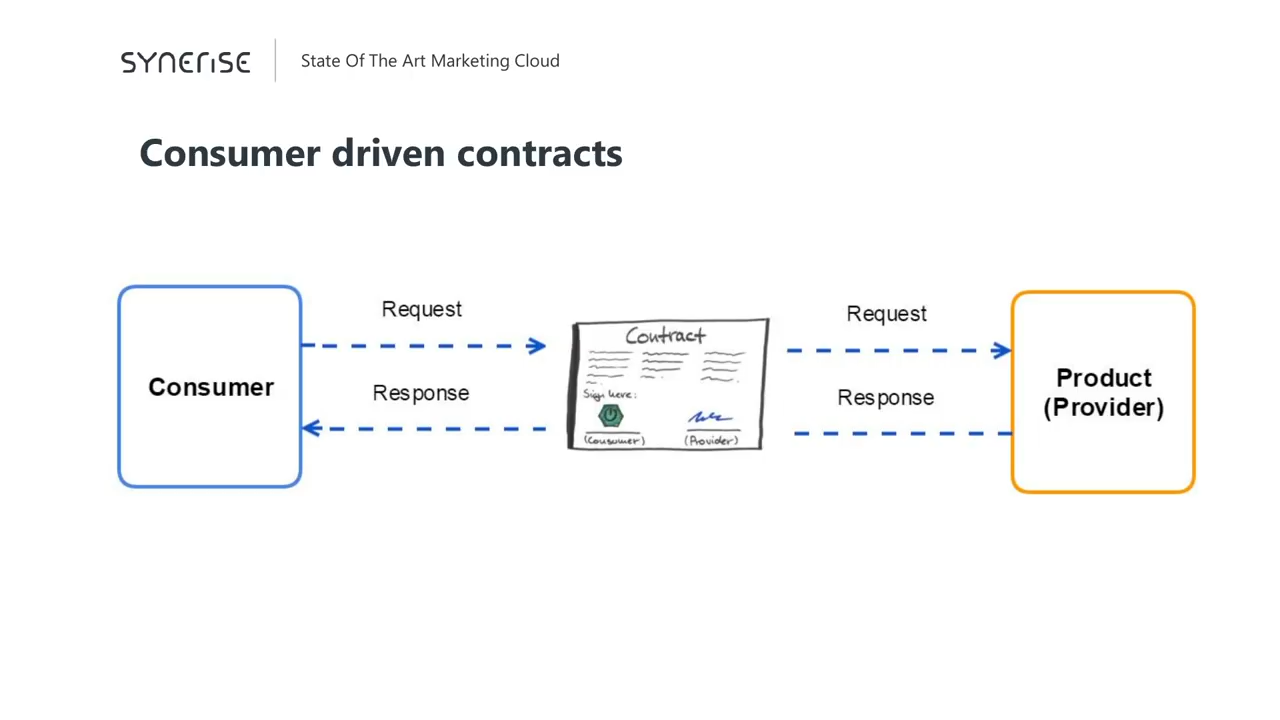 SYNERISE
State Of The Art Marketing Cloud
Consumer driven contracts
Request
Request
Contract
Response
Response
Consumer
Product
(Provider)
Sign here:
(Consumer)
(Provider)